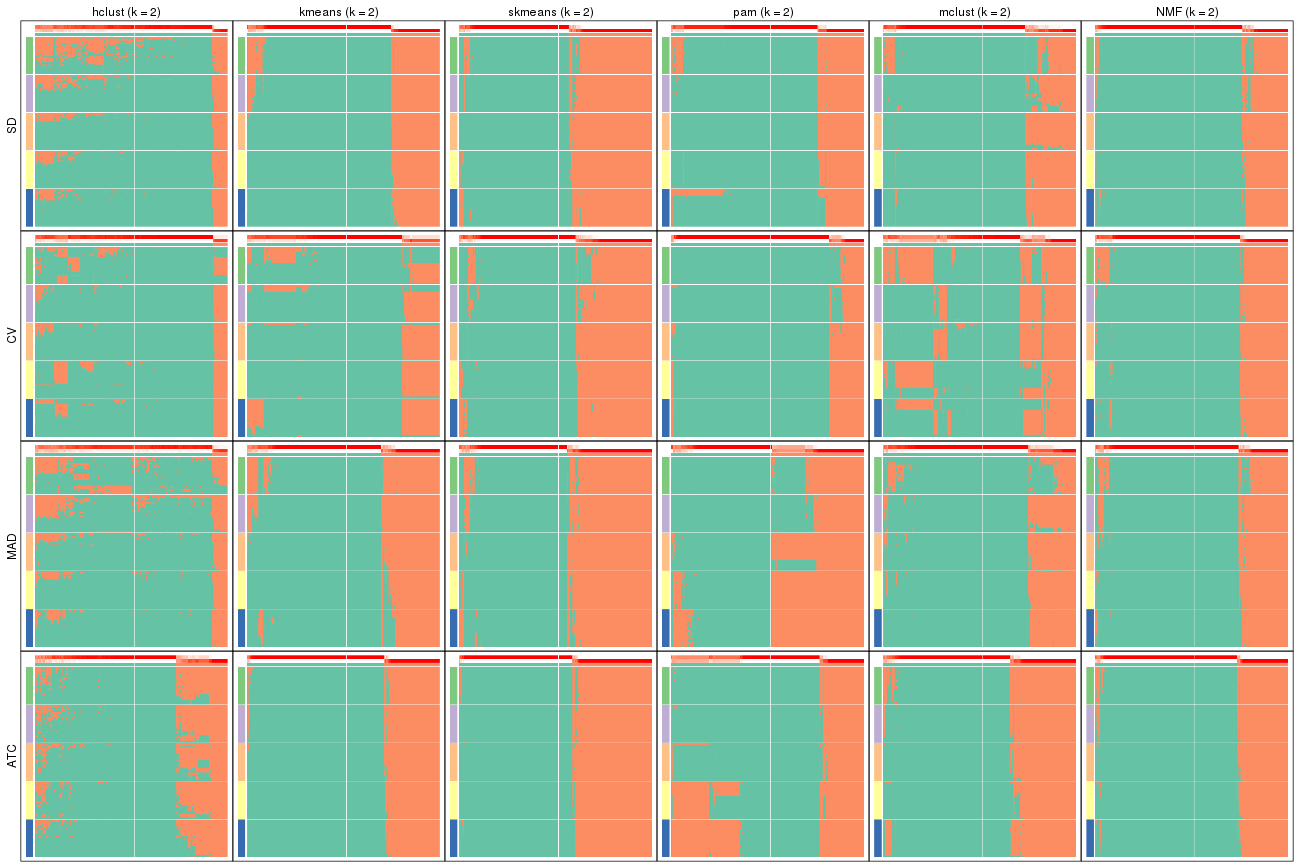 hclust (k = 2) kmeans (k = 2) skmeans (k = 2) pam (k = 2) mclust (k = 2) NMF (k = 2)
SD
CV
MAD
ATC